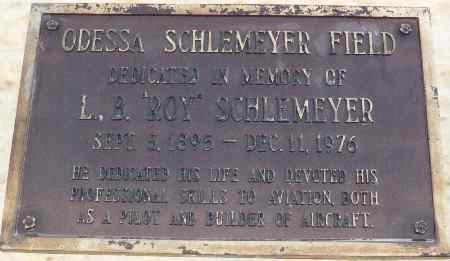 ODESSA SCHLEMEYER FIELD
DEDICATED IN MEMORY OF
L. B. "ROY" SCHLEMEYER
SEPT. 5, 1895 - DEC. 11, 1976
HE DEDICATED HIS LIFE AND DEVOTED HIS
PROFESSIONAL SKILLS TO AVIATION, BOTH
AS A PILOT AND BUILDER OF AIRCRAFT.